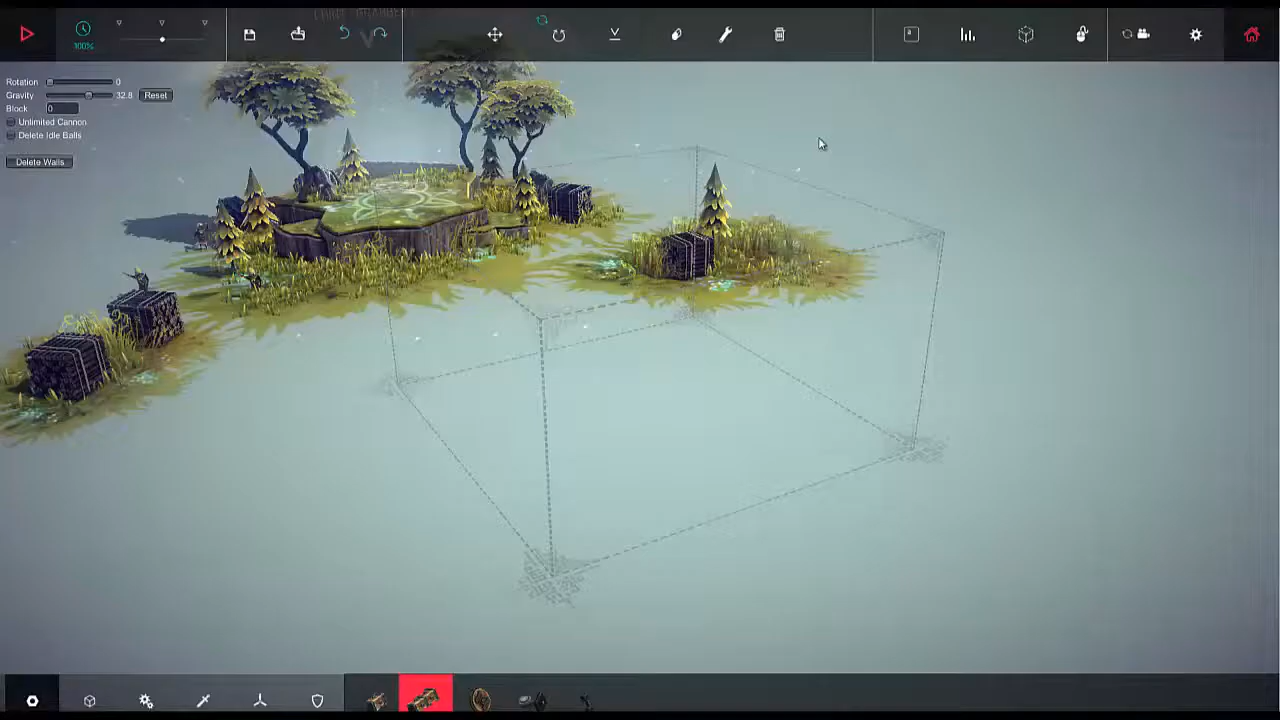 100%
Rotation 0
Gravity 32.8 Reset
Block 0
Unlimited Cannon
Delete Idle Balls
Delete Walls